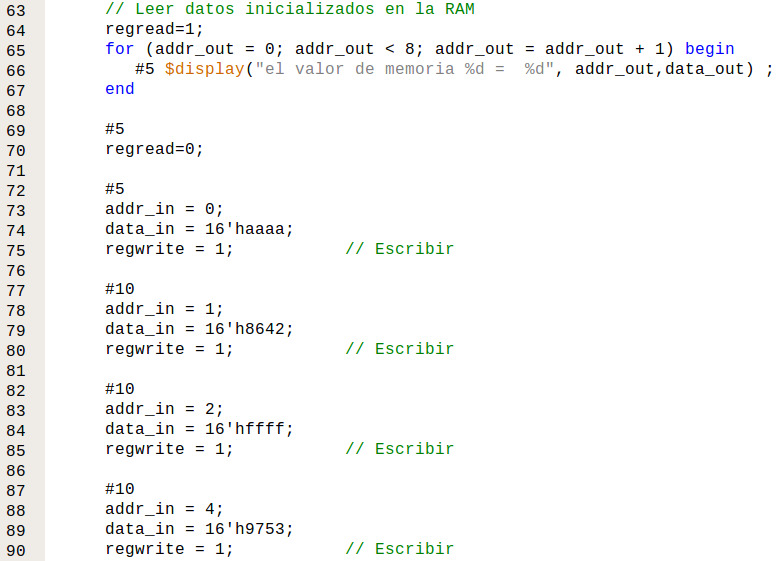 63 // Leer datos inicializados en la RAM
64 regread=1;
65 for (addr_out = 0; addr_out < 8; addr_out = addr_out + 1) begin
66 #5 $display("el valor de memoria %d =  %d", addr_out,data_out) ;
67 end
68
69 #5
70 regread=0;
71
72 #5
73 addr_in = 0;
74 data_in = 16'haaaa;
75 regwrite = 1; // Escribir
76
77 #10
78 addr_in = 1;
79 data_in = 16'h8642;
80 regwrite = 1; // Escribir
81
82 #10
83 addr_in = 2;
84 data_in = 16'hffff;
85 regwrite = 1; // Escribir
86
87 #10
88 addr_in = 4;
89 data_in = 16'h9753;
90 regwrite = 1; // Escribir